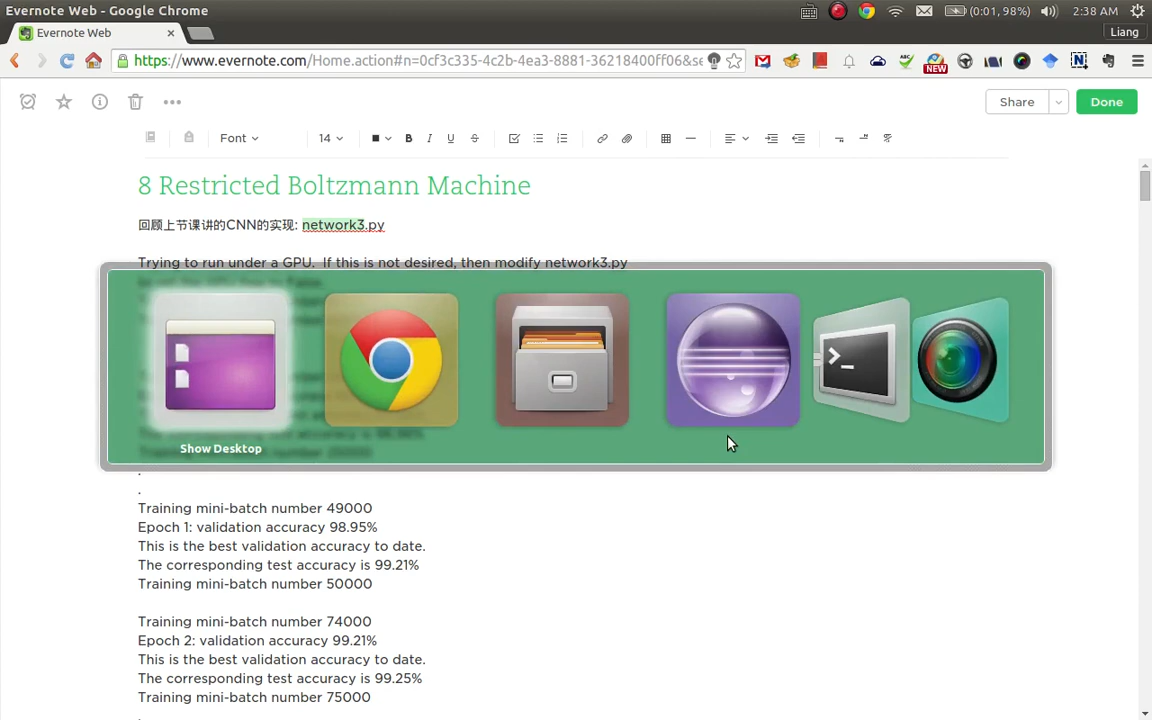 Evernote Web - Google Chrome
(0:01, 98%)
2:38 AM
Evernote Web
Liang
https://www.evernote.com/Home.action#n=0cf3c335-4c2b-4ea3-8881-36218400ff06&se
NEW
Share
Done
Font
14
B
I
U
8 Restricted Boltzmann Machine
回顾上节课讲的CNN的实现: network3.py
Trying to run under a GPU.  If this is not desired, then modify network3.py
Show Desktop
.
.
Training mini-batch number 49000
Epoch 1: validation accuracy 98.95%
This is the best validation accuracy to date.
The corresponding test accuracy is 99.21%
Training mini-batch number 50000
Training mini-batch number 74000
Epoch 2: validation accuracy 99.21%
This is the best validation accuracy to date.
The corresponding test accuracy is 99.25%
Training mini-batch number 75000
.